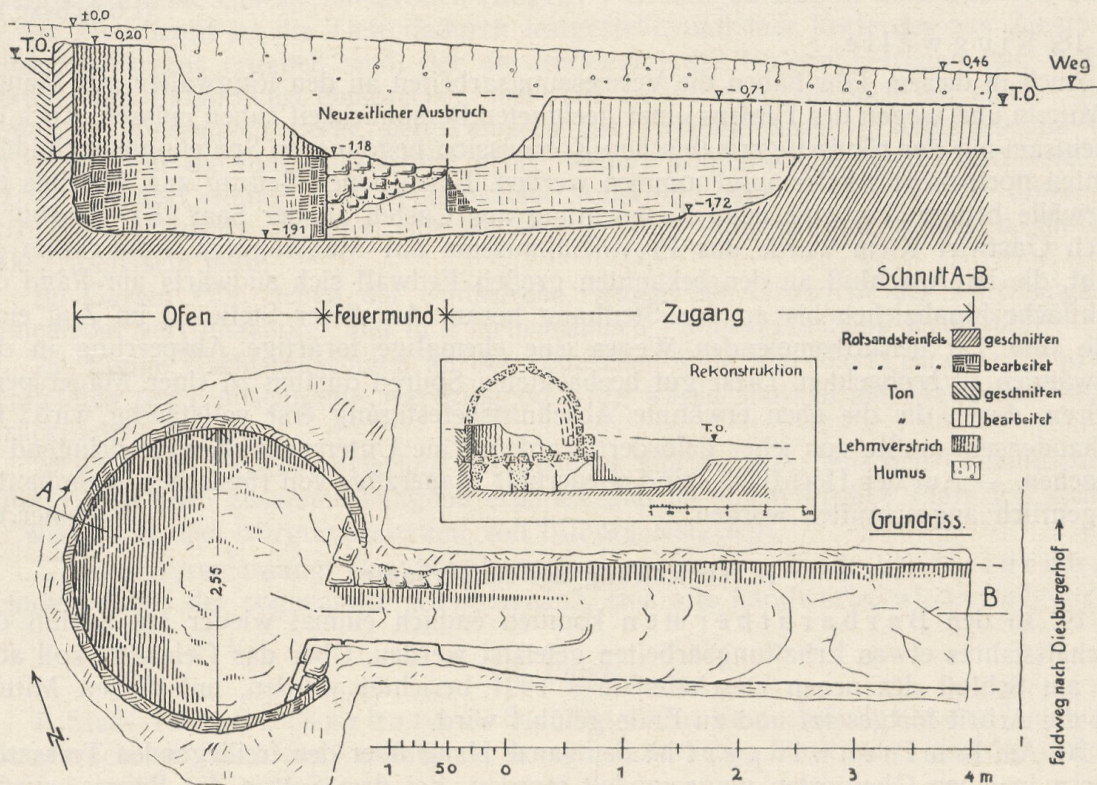 ±0,0
T.O.
-0,20
-0,46
Weg
-0,71
T.O.
Neuzeitlicher Ausbruch
-1,18
-1,72
-1,91
Schnitt A-B.
Ofen
Feuermund
Zugang
Rotsandsteinfels geschnitten
" " " bearbeitet
Ton geschnitten
" bearbeitet
Lehmverstrich
Humus
Rekonstruktion
T.O.
Grundriss.
A
2,55
B
N
Feldweg nach Dieburgerhof
1 50 0 1 2 3 4 m